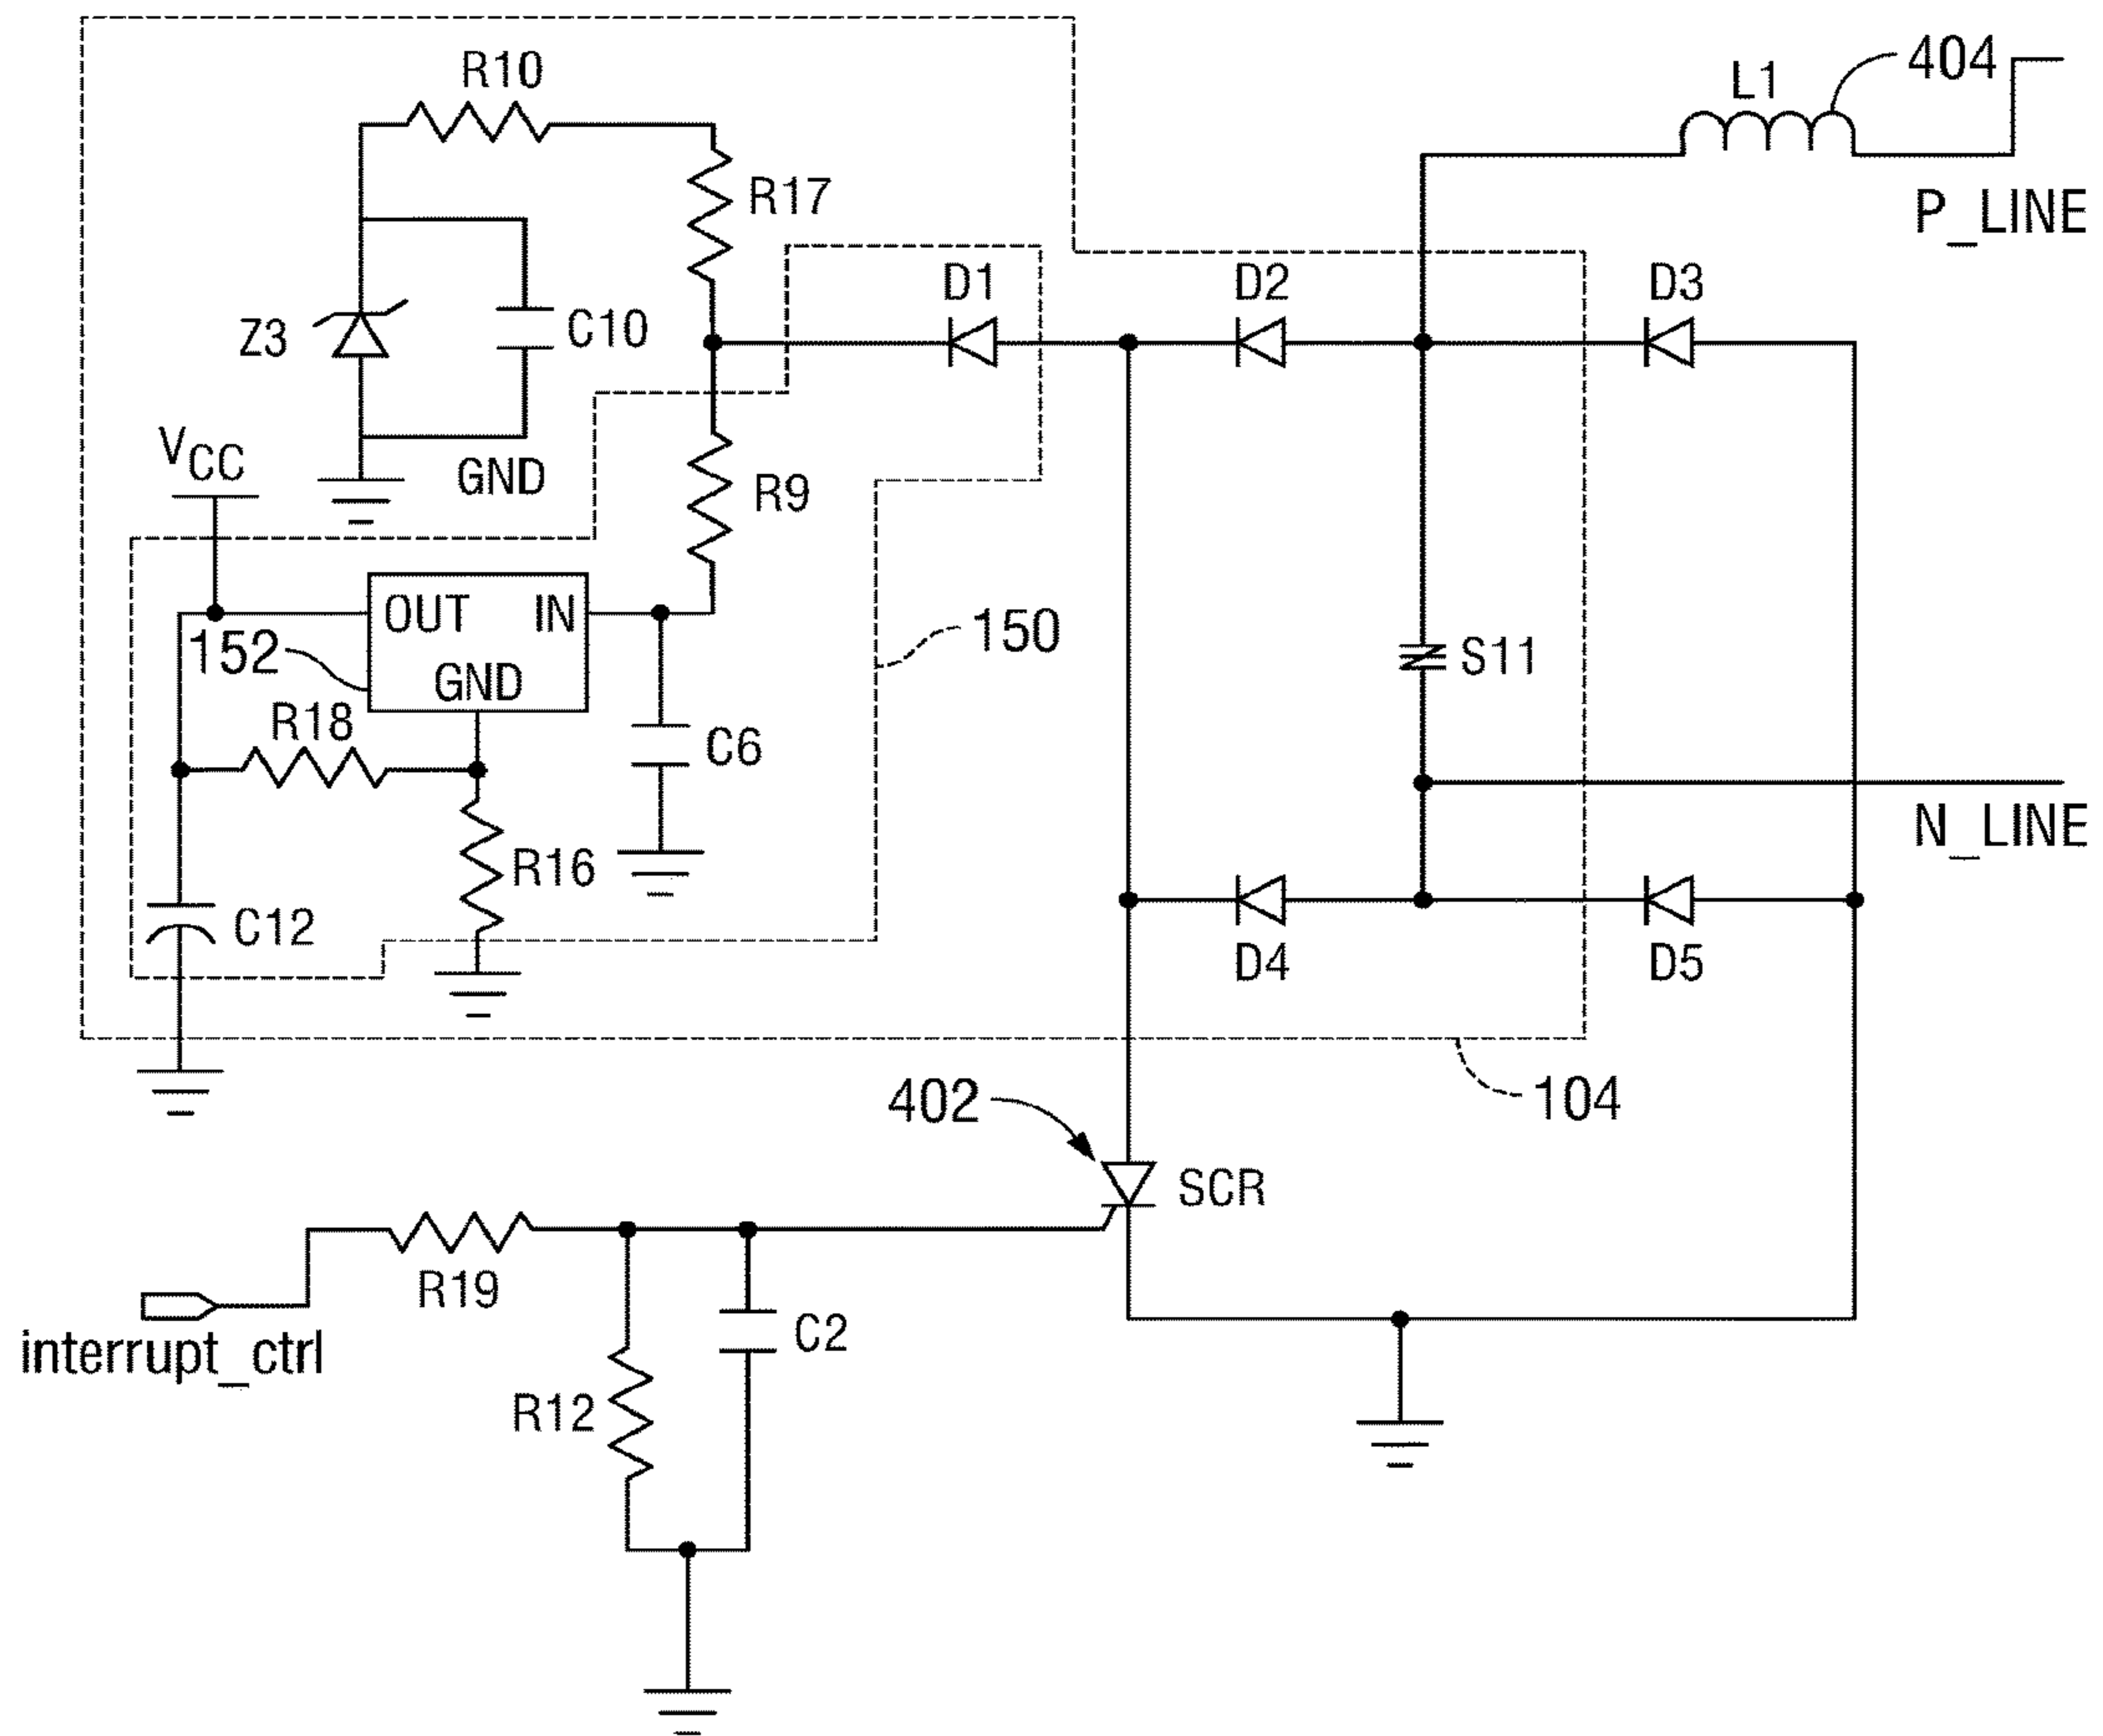 R10
L1
404
R17
P_LINE
D1
D2
D3
Z3
C10
VCC
GND
R9
OUT
IN
152
GND
150
S11
R18
C6
N_LINE
R16
C12
D4
D5
402
104
SCR
R19
interrupt_ctrl
C2
R12